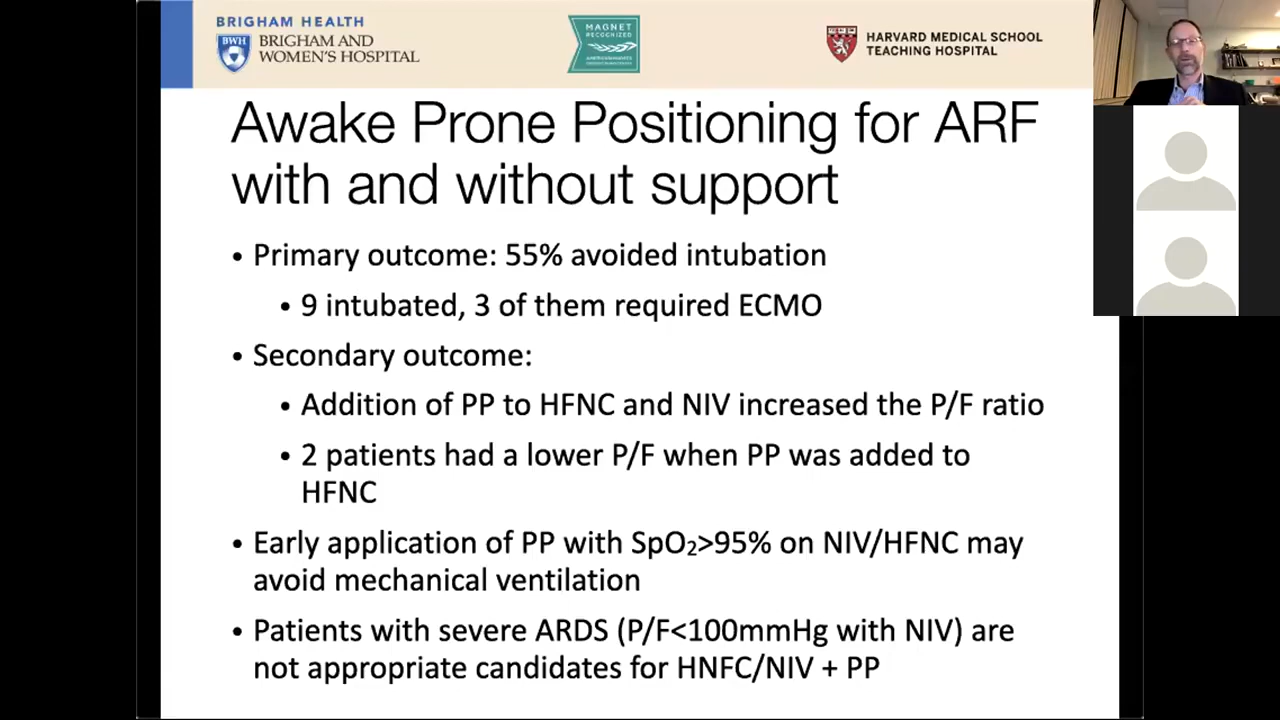 BRIGHAM HEALTH
BWH
BRIGHAM AND
WOMEN'S HOSPITAL
MAGNET
RECOGNIZED
HARVARD MEDICAL SCHOOL
TEACHING HOSPITAL
Awake Prone Positioning for ARF
with and without support
• Primary outcome: 55% avoided intubation
• 9 intubated, 3 of them required ECMO
• Secondary outcome:
• Addition of PP to HFNC and NIV increased the P/F ratio
• 2 patients had a lower P/F when PP was added to
HFNC
• Early application of PP with SpO₂>95% on NIV/HFNC may
avoid mechanical ventilation
• Patients with severe ARDS (P/F<100mmHg with NIV) are
not appropriate candidates for HNFC/NIV + PP